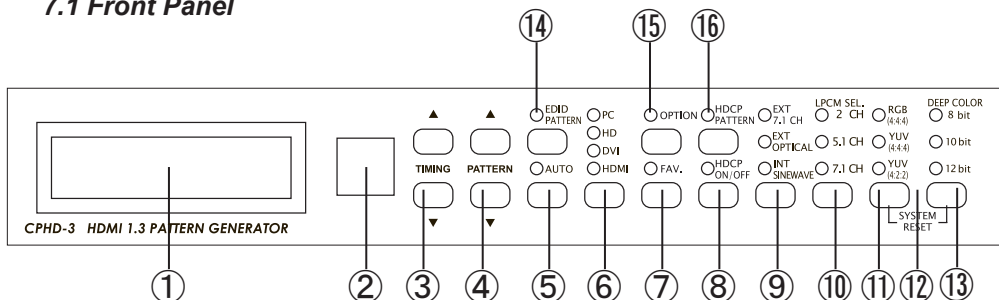 7.1 Front Panel
⑭ ⑮ ⑯
▲ ▲
EDID
PATTERN
PC
HD
DVI
HDMI
OPTION
HDCP
PATTERN
EXT
7.1 CH
EXT
OPTICAL
INT
SINEWAVE
LPCM SEL.
2 CH
5.1 CH
7.1 CH
RGB
(4:4:4)
YUV
(4:4:4)
YUV
(4:2:2)
DEEP COLOR
8 bit
10 bit
12 bit
TIMING PATTERN
AUTO
FAV.
HDCP
ON/OFF
▼ ▼
SYSTEM
RESET
CPHD-3 HDMI 1.3 PATTERN GENERATOR
① ② ③ ④ ⑤ ⑥ ⑦ ⑧ ⑨ ⑩ ⑪ ⑫ ⑬